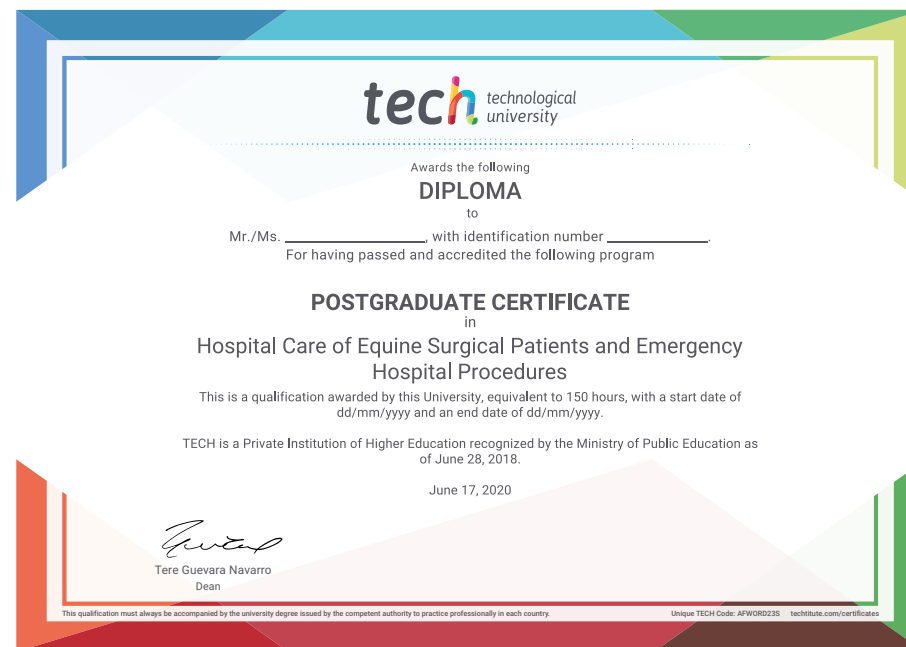 tech technological
university
Awards the following
DIPLOMA
to
Mr./Ms. ____________________, with identification number __________________.
For having passed and accredited the following program
POSTGRADUATE CERTIFICATE
in
Hospital Care of Equine Surgical Patients and Emergency
Hospital Procedures
This is a qualification awarded by this University, equivalent to 150 hours, with a start date of
dd/mm/yyyy and an end date of dd/mm/yyyy.
TECH is a Private Institution of Higher Education recognized by the Ministry of Public Education as
of June 28, 2018.
June 17, 2020
Tere Guevara Navarro
Dean
This qualification must always be accompanied by the university degree issued by the competent authority to practice professionally in each country. Unique TECH Code: AFWORD23S techtitute.com/certificates